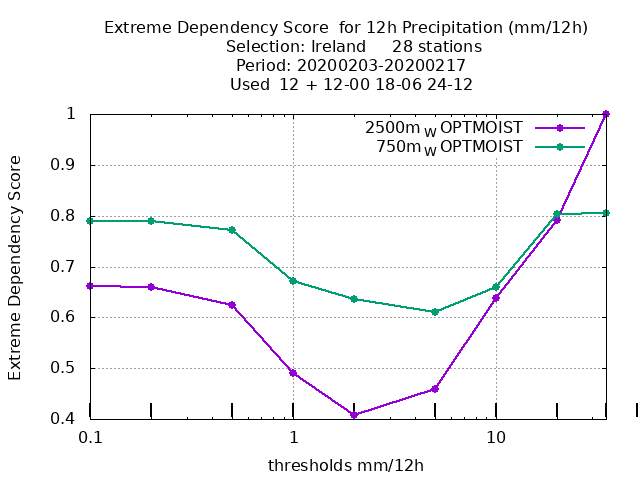 Extreme Dependency Score  for 12h Precipitation (mm/12h)
Selection: Ireland     28 stations
Period: 20200203-20200217
Used  12 + 12-00 18-06 24-12
2500m W OPTMOIST
750m W OPTMOIST
1
0.9
0.8
0.7
0.6
0.5
0.4
Extreme Dependency Score
0.1 1 10
thresholds mm/12h